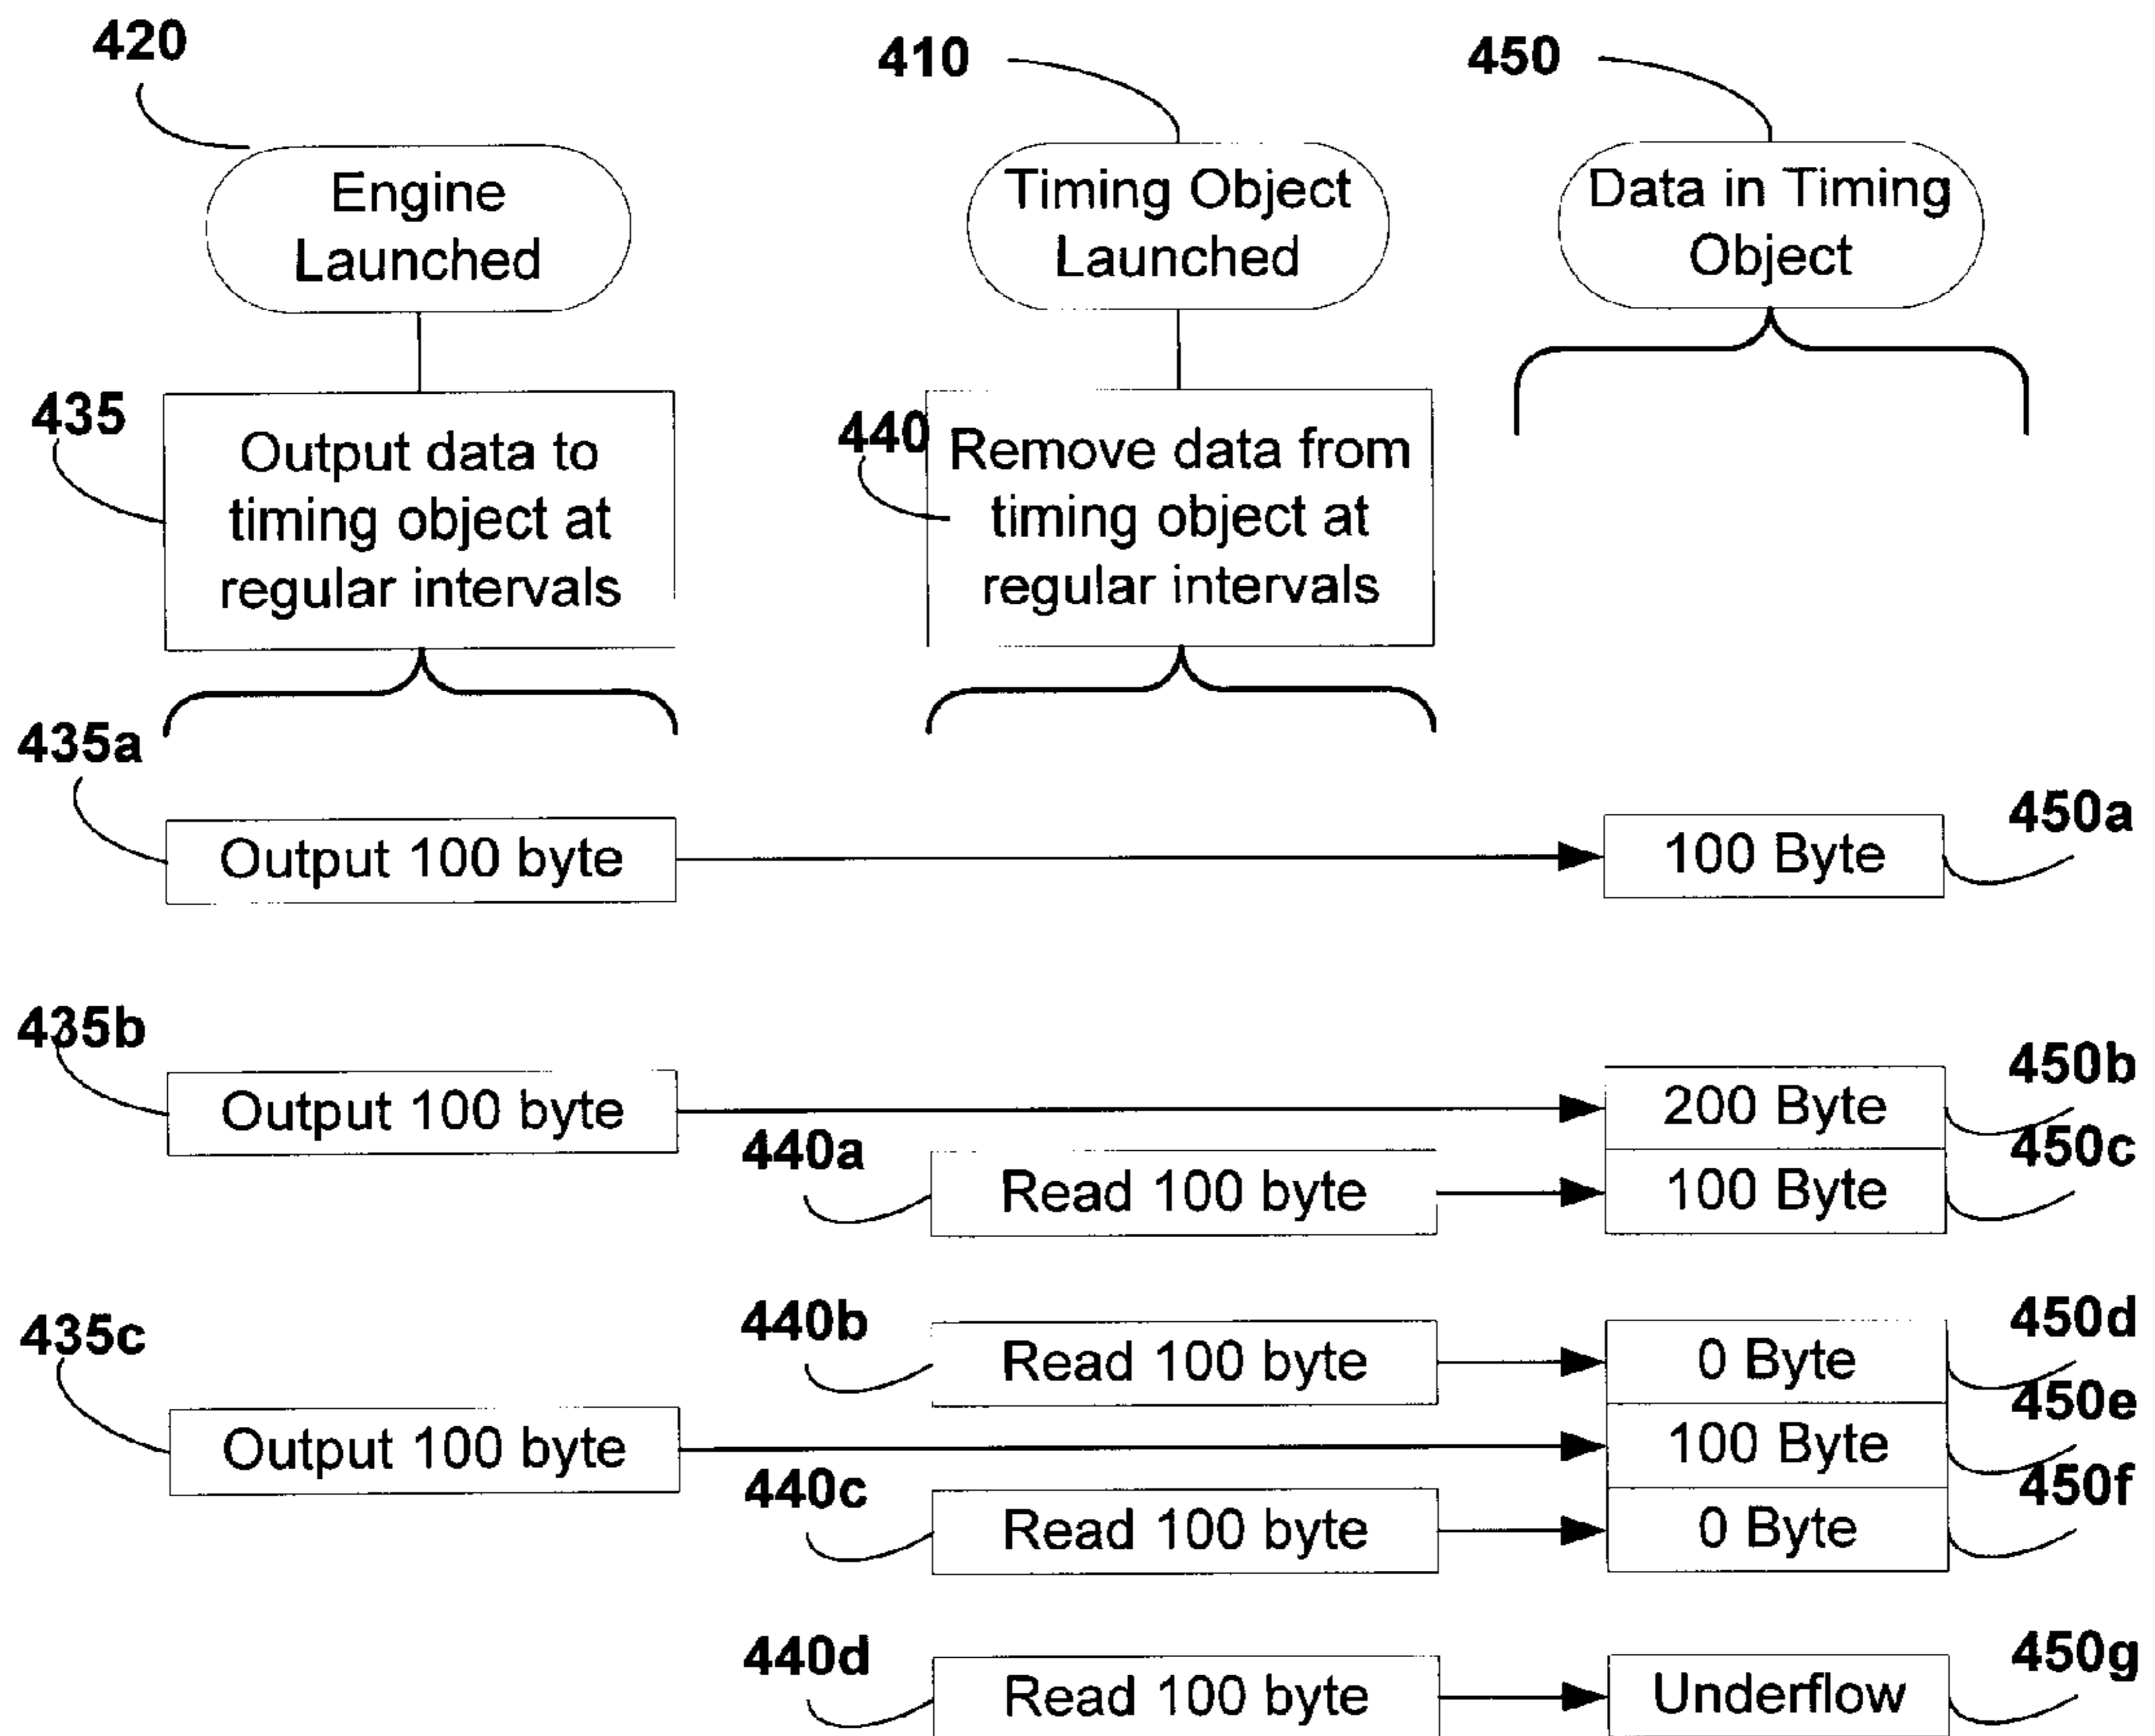 420
410
450
Engine
Launched
Timing Object
Launched
Data in Timing
Object
435
Output data to
timing object at
regular intervals
440
Remove data from
timing object at
regular intervals
435a
Output 100 byte
100 Byte
450a
435b
Output 100 byte
200 Byte
450b
440a
Read 100 byte
100 Byte
450c
440b
Read 100 byte
0 Byte
450d
435c
Output 100 byte
100 Byte
450e
440c
Read 100 byte
0 Byte
450f
440d
Read 100 byte
Underflow
450g